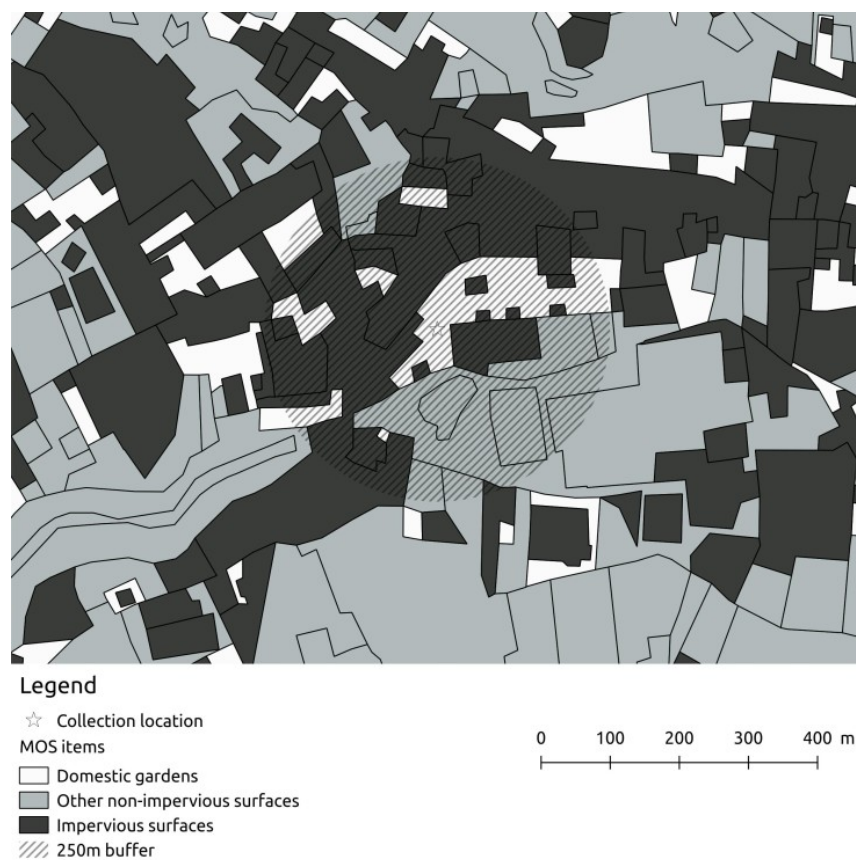 Legend
Collection location
MOS items
Domestic gardens
Other non-impervious surfaces
Impervious surfaces
250m buffer
0 100 200 300 400 m